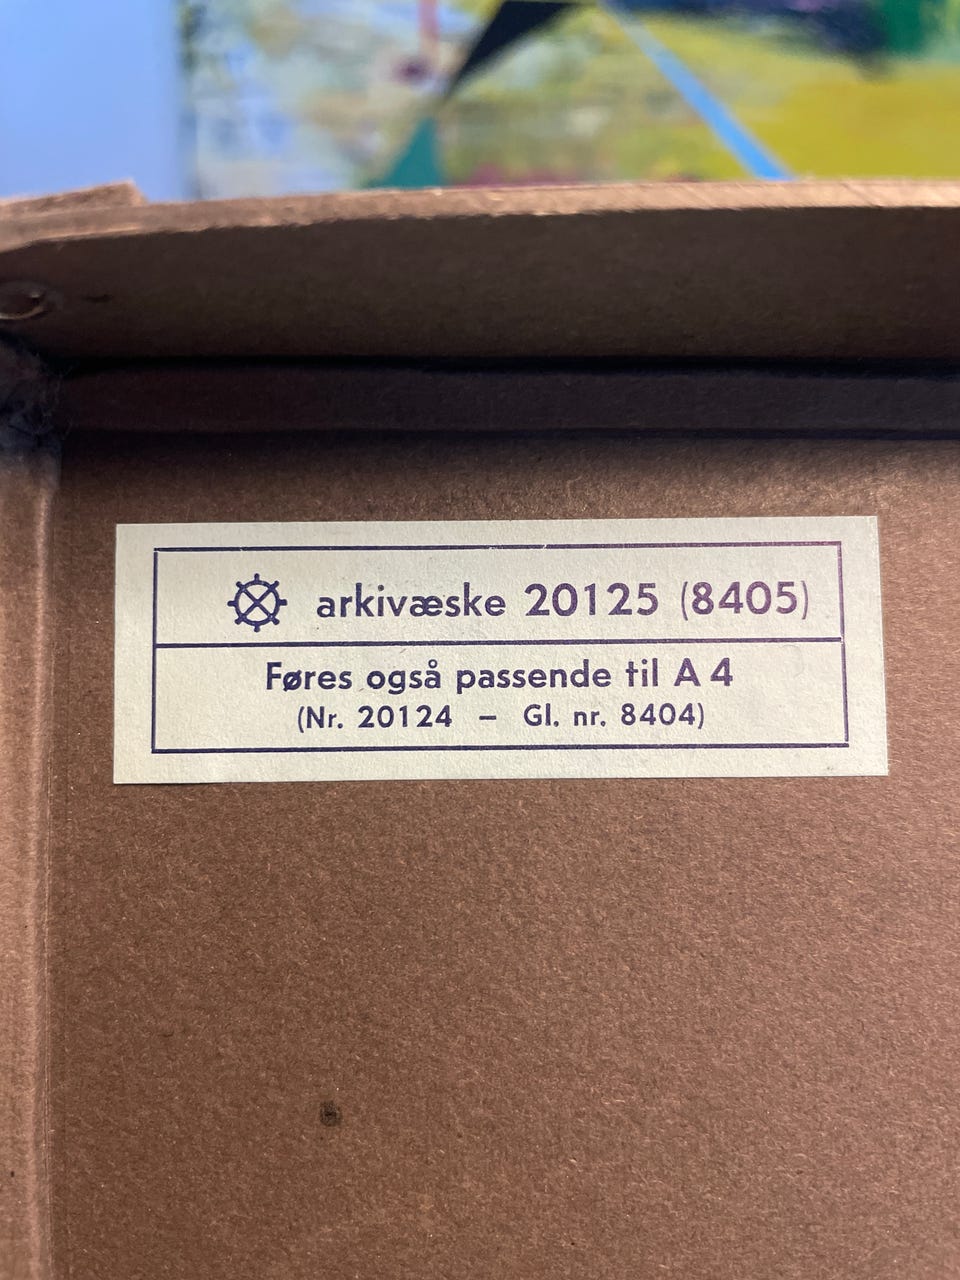 arkivæske 20125 (8405)
Føres også passende til A 4
(Nr. 20124 – Gl. nr. 8404)